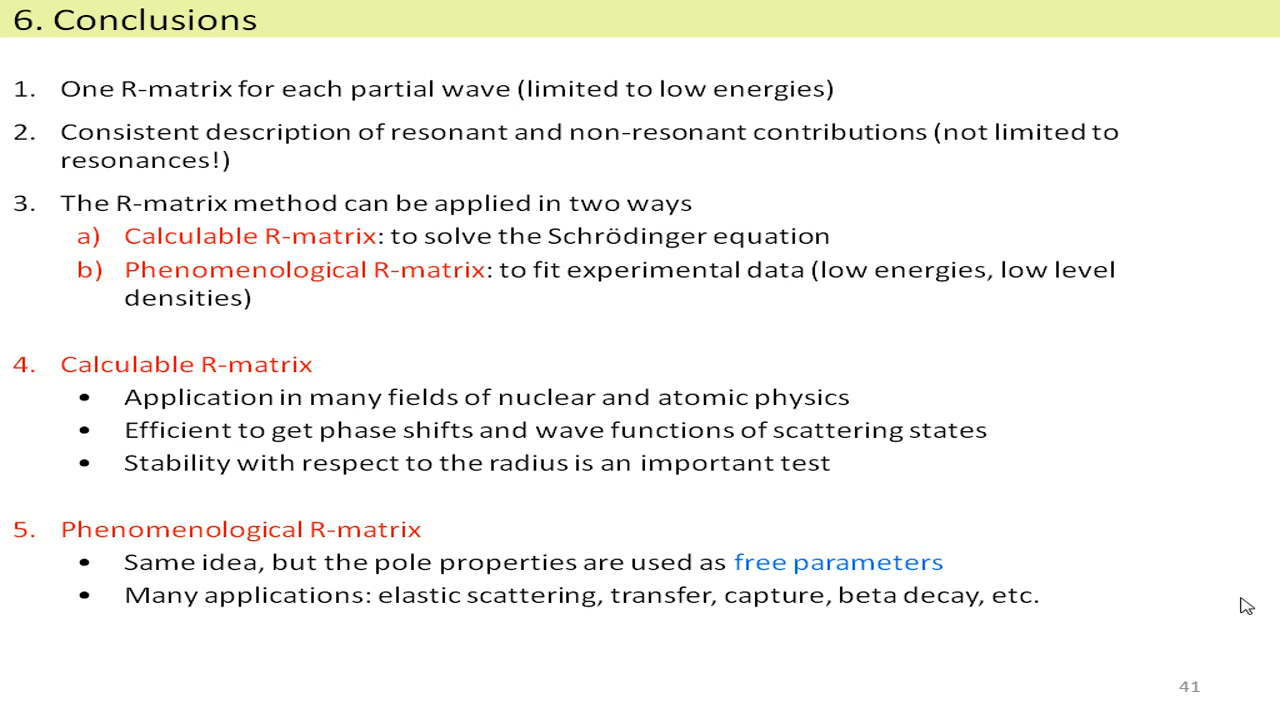 6. Conclusions
1. One R-matrix for each partial wave (limited to low energies)
2. Consistent description of resonant and non-resonant contributions (not limited to
resonances!)
3. The R-matrix method can be applied in two ways
a) Calculable R-matrix: to solve the Schrödinger equation
b) Phenomenological R-matrix: to fit experimental data (low energies, low level
densities)
4. Calculable R-matrix
• Application in many fields of nuclear and atomic physics
• Efficient to get phase shifts and wave functions of scattering states
• Stability with respect to the radius is an important test
5. Phenomenological R-matrix
• Same idea, but the pole properties are used as free parameters
• Many applications: elastic scattering, transfer, capture, beta decay, etc.
41